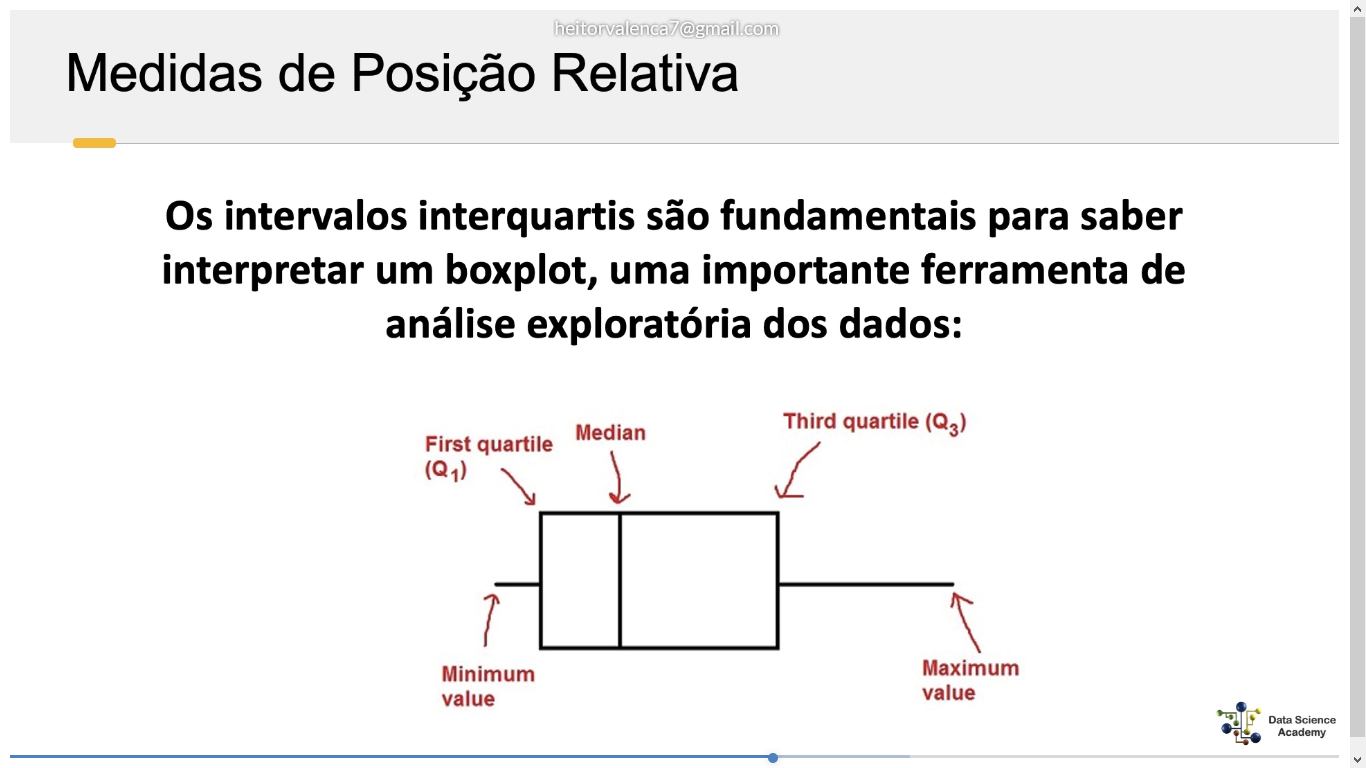 heitorvalenca7@gmail.com
Medidas de Posição Relativa
Os intervalos interquartis são fundamentais para saber
interpretar um boxplot, uma importante ferramenta de
análise exploratória dos dados:
First quartile
(Q1)
Median
Third quartile (Q3)
Minimum
value
Maximum
value
Data Science
Academy